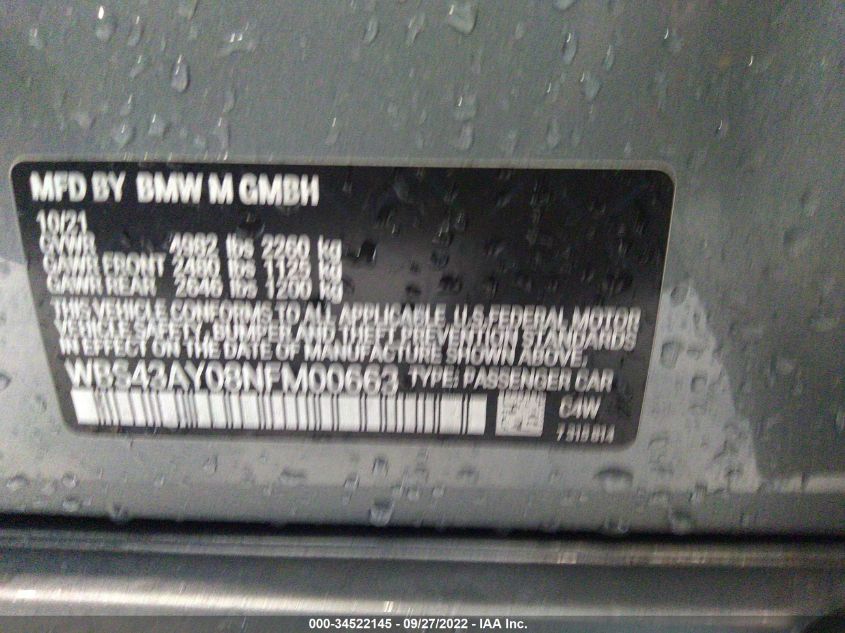 MFD BY BMW M GMBH
10/21
GVWR 4982 lbs 2260 kg
GAWR FRONT 2480 lbs 1125 kg
GAWR REAR 2646 lbs 1200 kg
THIS VEHICLE CONFORMS TO ALL APPLICABLE U.S. FEDERAL MOTOR
VEHICLE SAFETY, BUMPER, AND THEFT PREVENTION STANDARDS
IN EFFECT ON THE DATE OF MANUFACTURE SHOWN ABOVE.
WBS43AY08NFM00663 TYPE: PASSENGER CAR
C4W
7 919 814
000-34522145 - 09/27/2022 - IAA Inc.